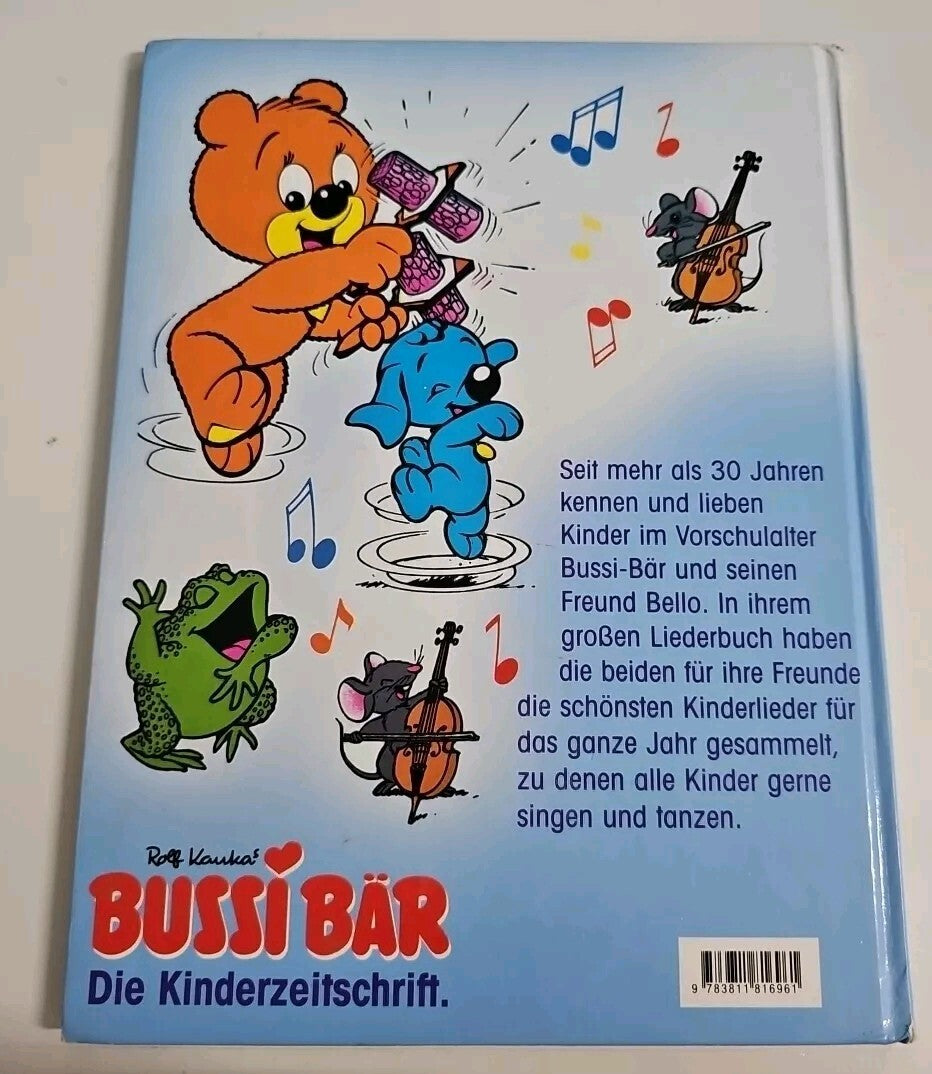 Seit mehr als 30 Jahren
kennen und lieben
Kinder im Vorschulalter
Bussi-Bär und seinen
Freund Bello. In ihrem
großen Liederbuch haben
die beiden für ihre Freunde
die schönsten Kinderlieder für
das ganze Jahr gesammelt,
zu denen alle Kinder gerne
singen und tanzen.
Rolf Kaukas
BUSSI BÄR
Die Kinderzeitschrift.
9 783811 816961